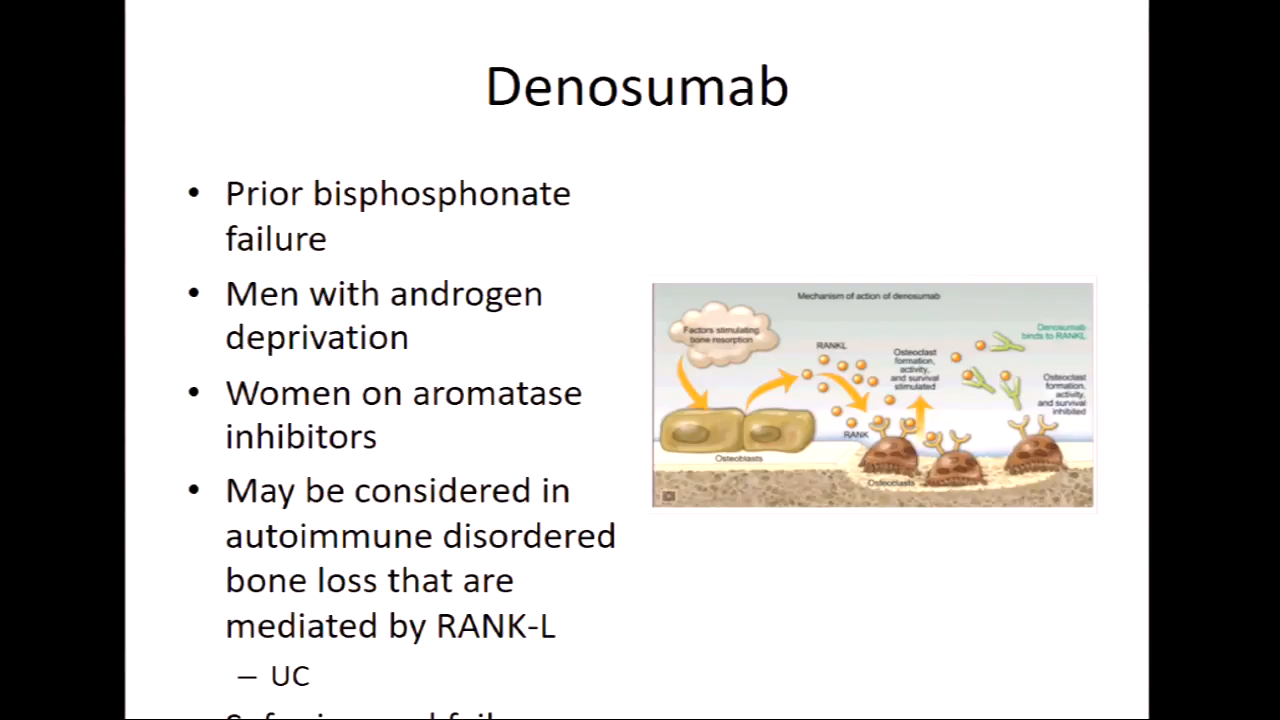 Denosumab
• Prior bisphosphonate
failure
• Men with androgen
deprivation
• Women on aromatase
inhibitors
• May be considered in
autoimmune disordered
bone loss that are
mediated by RANK-L
– UC
Mechanism of action of denosumab
Factors stimulating
bone resorption
RANKL
Osteoclast
formation,
activity,
and survival
stimulated
Denosumab
binds to RANKL
Osteoclast
formation,
activity,
and survival
inhibited
RANK
Osteoblasts
Osteoclasts